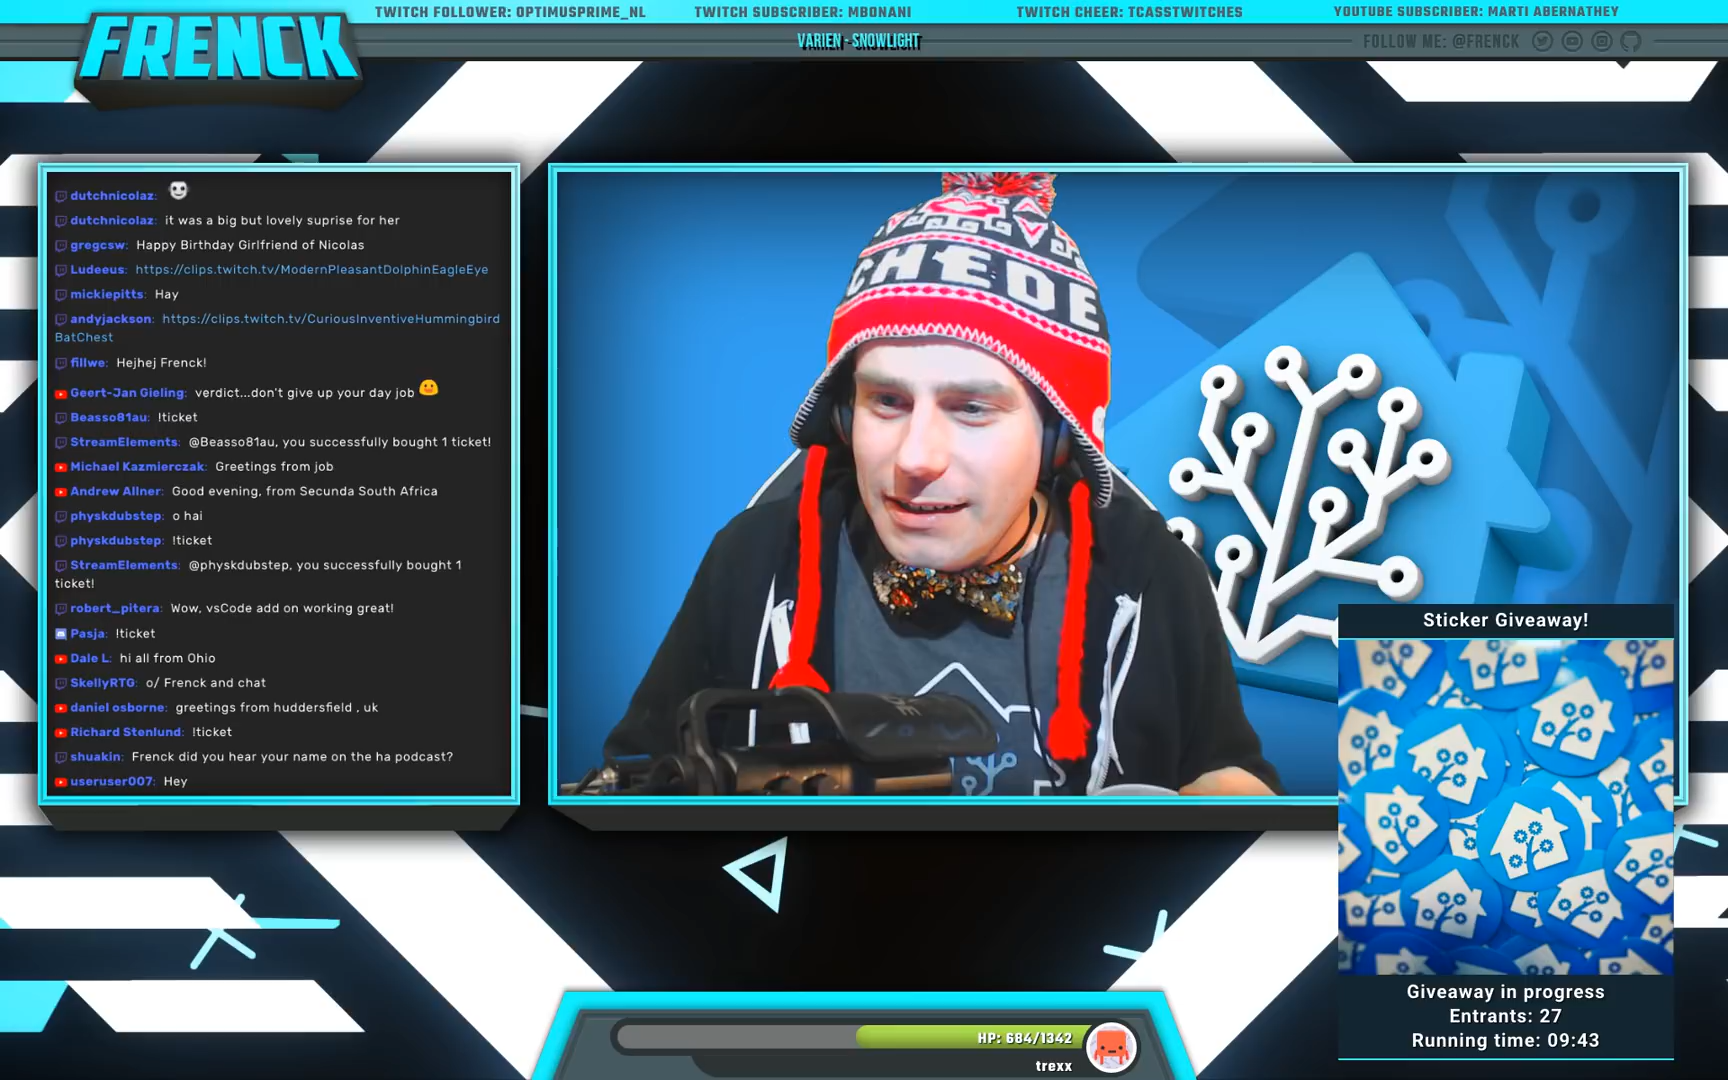 TWITCH FOLLOWER: OPTIMUSPRIME_NL
TWITCH SUBSCRIBER: MBONANI
TWITCH CHEER: TCASSTWITCHES
YOUTUBE SUBSCRIBER: MARTI ABERNATHEY
FRENCK
VARIEN - SNOWLIGHT
FOLLOW ME: @FRENCK
dutchnicolaz:
dutchnicolaz: it was a big but lovely suprise for her
gregcsw: Happy Birthday Girlfriend of Nicolas
Ludeeus: https://clips.twitch.tv/ModernPleasantDolphinEagleEye
mickiepitts: Hay
andyjackson: https://clips.twitch.tv/CuriousInventiveHummingbird
BatChest
fillwe: Hejhej Frenck!
Geert-Jan Gieling: verdict...don't give up your day job
Beasso81au: !ticket
StreamElements: @Beasso81au, you successfully bought 1 ticket!
Michael Kazmierczak: Greetings from job
Andrew Allner: Good evening, from Secunda South Africa
physkdubstep: o hai
physkdubstep: !ticket
StreamElements: @physkdubstep, you successfully bought 1
ticket!
robert_pitera: Wow, vsCode add on working great!
Pasja: !ticket
Dale L: hi all from Ohio
SkellyRTG: o/ Frenck and chat
daniel osborne: greetings from huddersfield , uk
Richard Stenlund: !ticket
shuakin: Frenck did you hear your name on the ha podcast?
useruser007: Hey
CHEDE
Sticker Giveaway!
Giveaway in progress
Entrants: 27
Running time: 09:43
HP: 684/1342
trexx